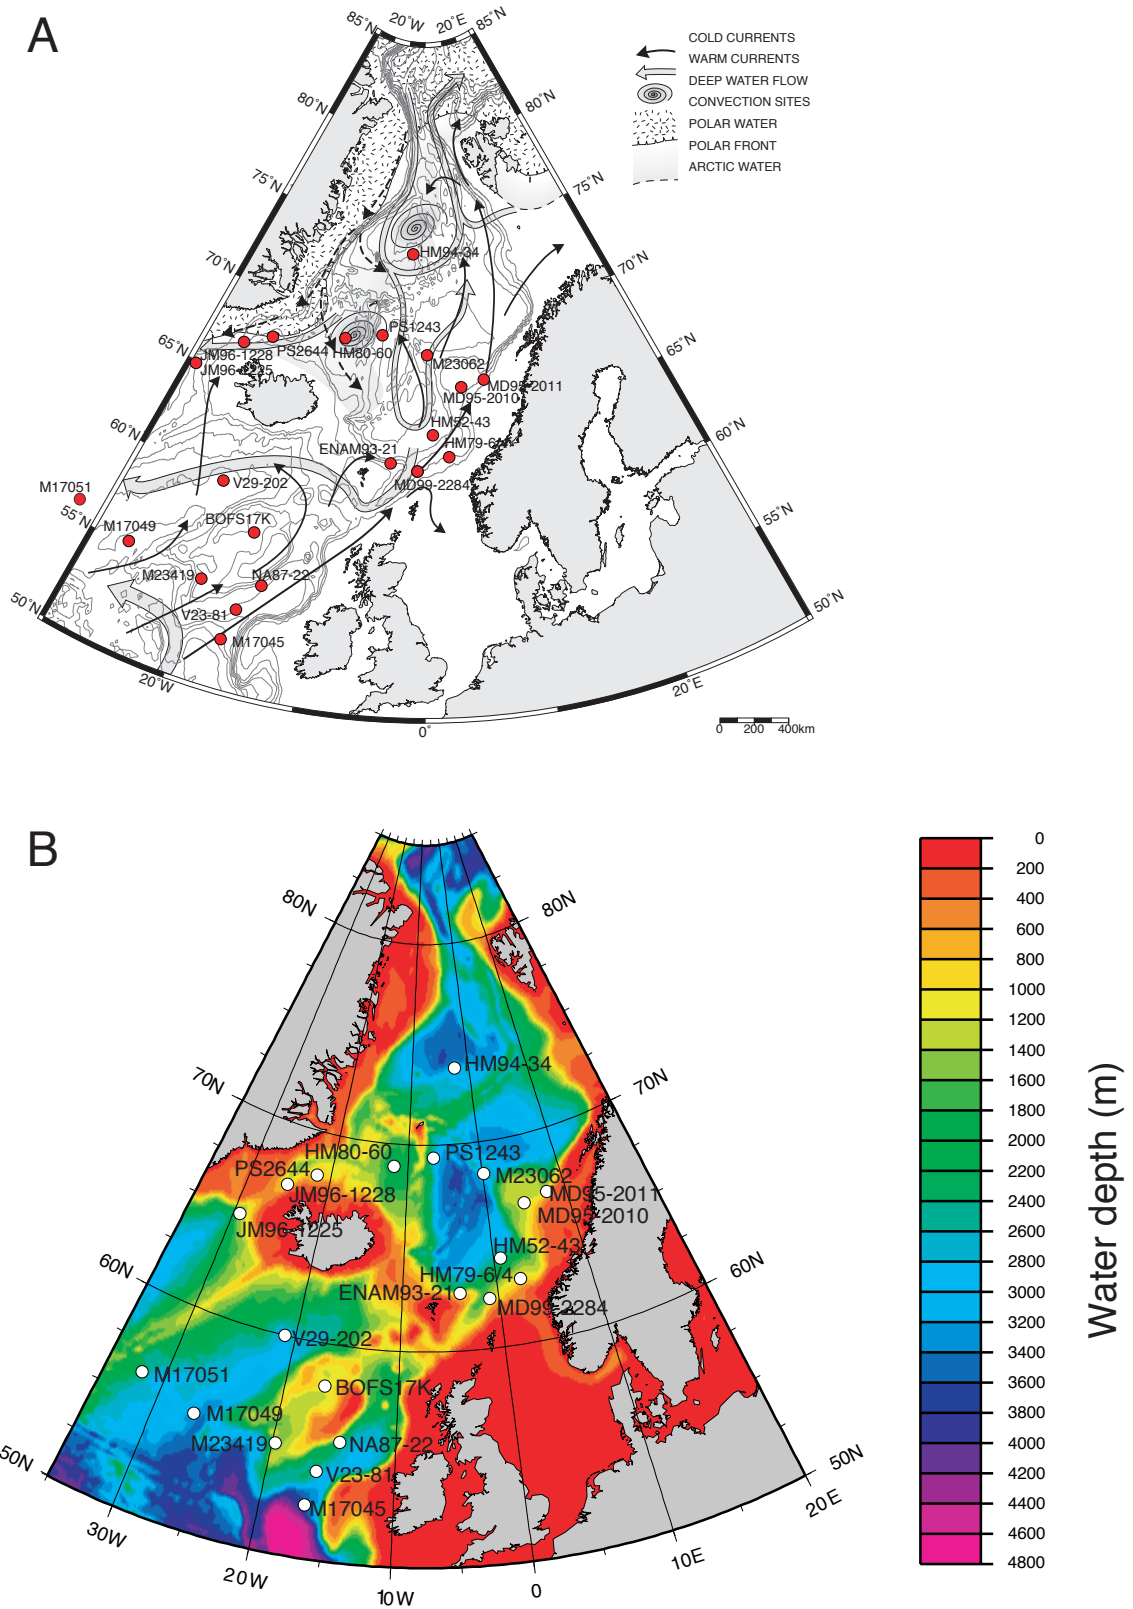 A
85°N
20°W
20°E
85°N
COLD CURRENTS
WARM CURRENTS
DEEP WATER FLOW
CONVECTION SITES
POLAR WATER
POLAR FRONT
ARCTIC WATER
80°N
80°N
75°N
75°N
70°N
HM94-34
70°N
65°N
JM96-1228
PS2644
HM80-60
PS1243
65°N
JM96-1225
M23062
MD95-2011
MD95-2010
60°N
HM52-43
60°N
ENAM93-21
HM79-6/4
M17051
V29-202
MD99-2284
55°N
M17049
BOFS17K
55°N
M23419
NA87-22
50°N
V23-81
50°N
M17045
20°W
20°E
0°
0 200 400km
B
80N
80N
0
200
400
600
800
1000
1200
1400
1600
1800
2000
2200
2400
2600
2800
3000
3200
3400
3600
3800
4000
4200
4400
4600
4800
Water depth (m)
HM94-34
70N
70N
HM80-60
PS1243
PS2644
M23062
JM96-1228
MD95-2011
JM96-1225
MD95-2010
HM52-43
60N
HM79-6/4
60N
ENAM93-21
MD99-2284
V29-202
M17051
BOFS17K
M17049
M23419
NA87-22
V23-81
50N
50N
M17045
20E
30W
20W
10W
0
10E